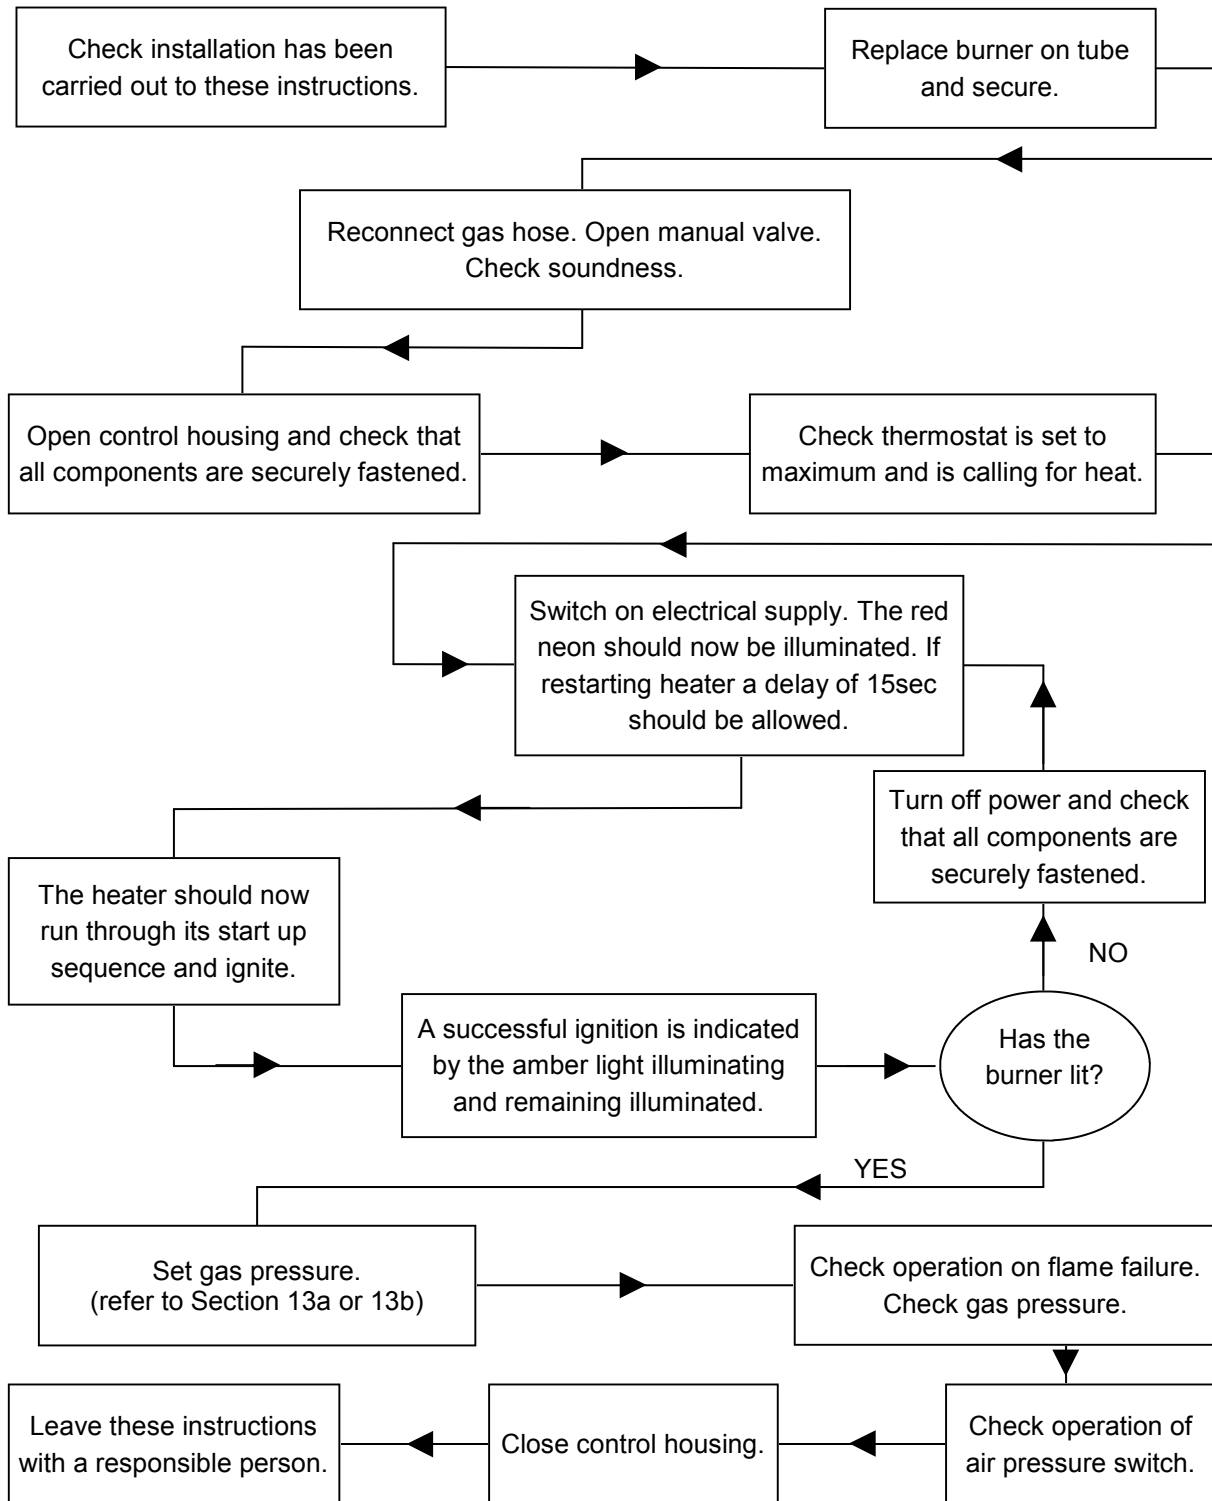 Check installation has been
carried out to these instructions.
Replace burner on tube
and secure.
Reconnect gas hose. Open manual valve.
Check soundness.
Open control housing and check that
all components are securely fastened.
Check thermostat is set to
maximum and is calling for heat.
Switch on electrical supply. The red
neon should now be illuminated. If
restarting heater a delay of 15sec
should be allowed.
Turn off power and check
that all components are
securely fastened.
The heater should now
run through its start up
sequence and ignite.
NO
A successful ignition is indicated
by the amber light illuminating
and remaining illuminated.
Has the
burner lit?
YES
Set gas pressure.
(refer to Section 13a or 13b)
Check operation on flame failure.
Check gas pressure.
Check operation of
air pressure switch.
Close control housing.
Leave these instructions
with a responsible person.